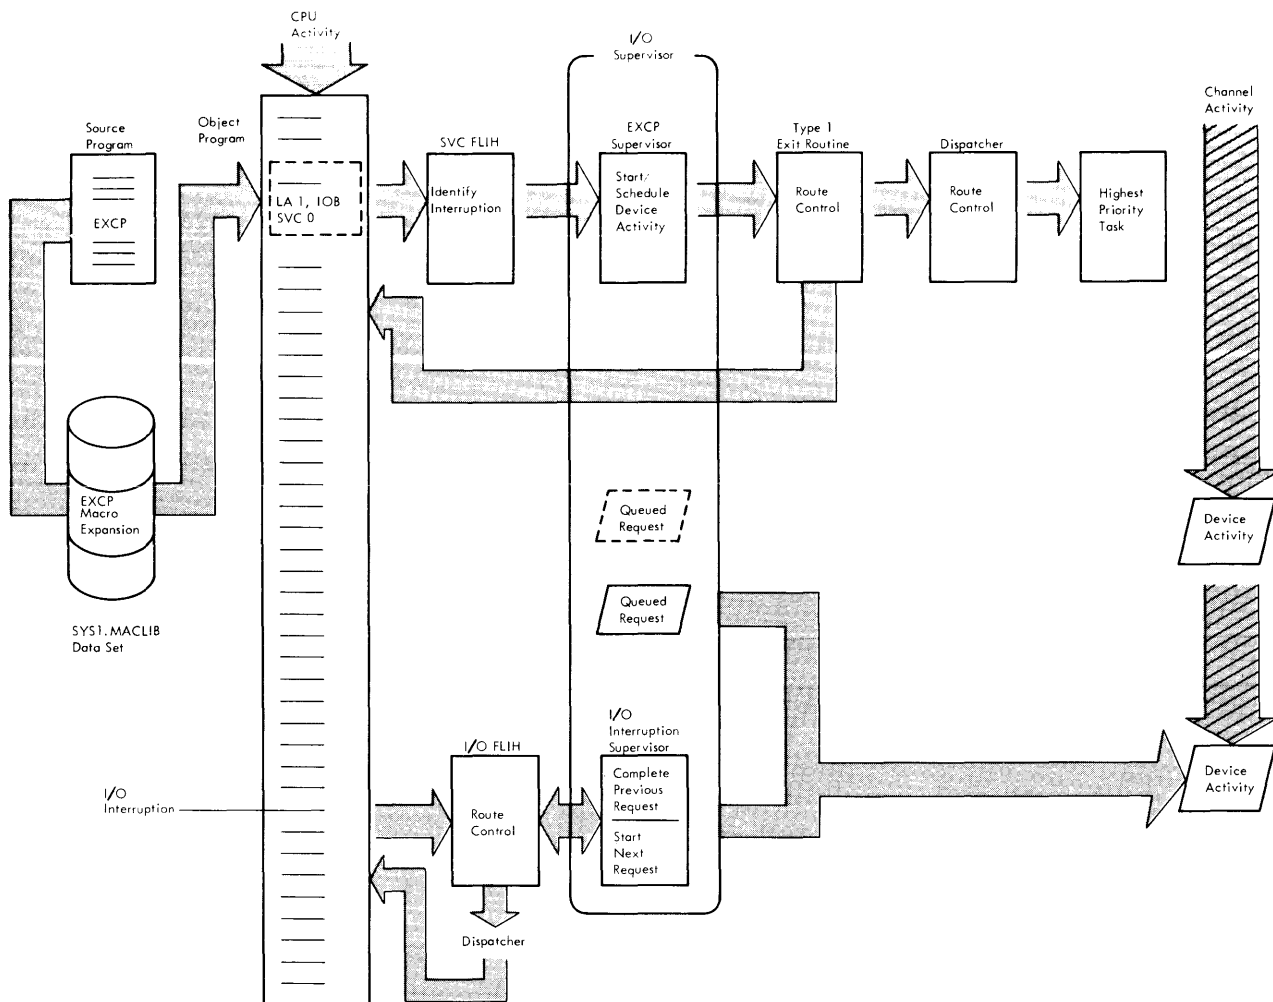 CPU
Activity
I/O
Supervisor
Channel
Activity
Source
Program
Object
Program
SVC FLIH
EXCP
Supervisor
Type 1
Exit Routine
Dispatcher
EXCP
LA 1, IOB
SVC 0
Identify
Interruption
Start/
Schedule
Device
Activity
Route
Control
Route
Control
Highest
Priority
Task
EXCP
Macro
Expansion
SYS1.MACLIB
Data Set
Queued
Request
Device
Activity
Queued
Request
I/O
Interruption
Supervisor
I/O FLIH
I/O
Interruption
Route
Control
Complete
Previous
Request
Start
Next
Request
Device
Activity
Dispatcher